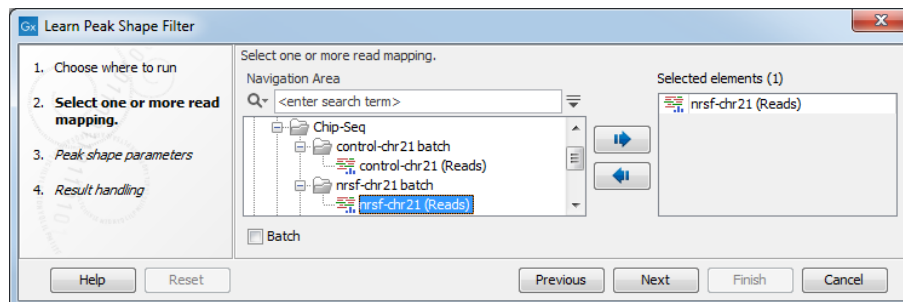 Gx Learn Peak Shape Filter
1. Choose where to run
2. Select one or more read
mapping.
3. Peak shape parameters
4. Result handling
Select one or more read mapping.
Navigation Area
<enter search term>
Chip-Seq
control-chr21 batch
control-chr21 (Reads)
nrsf-chr21 batch
nrsf-chr21 (Reads)
Batch
Selected elements (1)
nrsf-chr21 (Reads)
Help
Reset
Previous
Next
Finish
Cancel